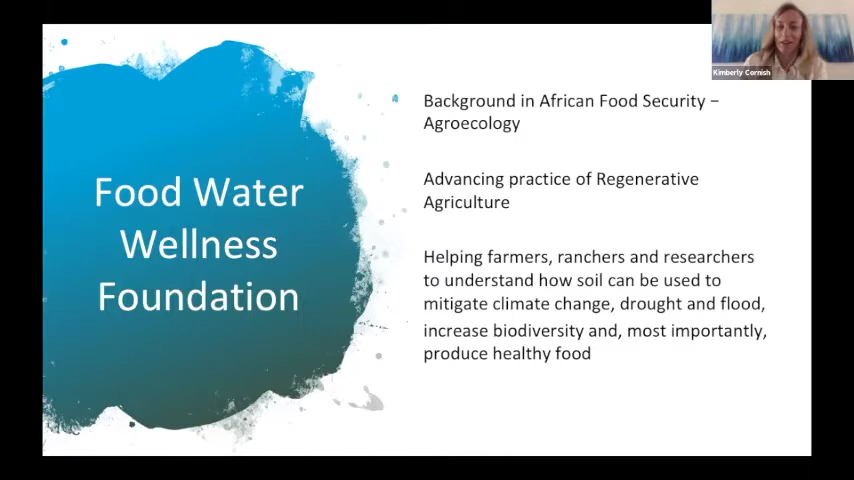 Food Water
Wellness
Foundation
Background in African Food Security –
Agroecology
Advancing practice of Regenerative
Agriculture
Helping farmers, ranchers and researchers
to understand how soil can be used to
mitigate climate change, drought and flood,
increase biodiversity and, most importantly,
produce healthy food
Kimberly Cornish